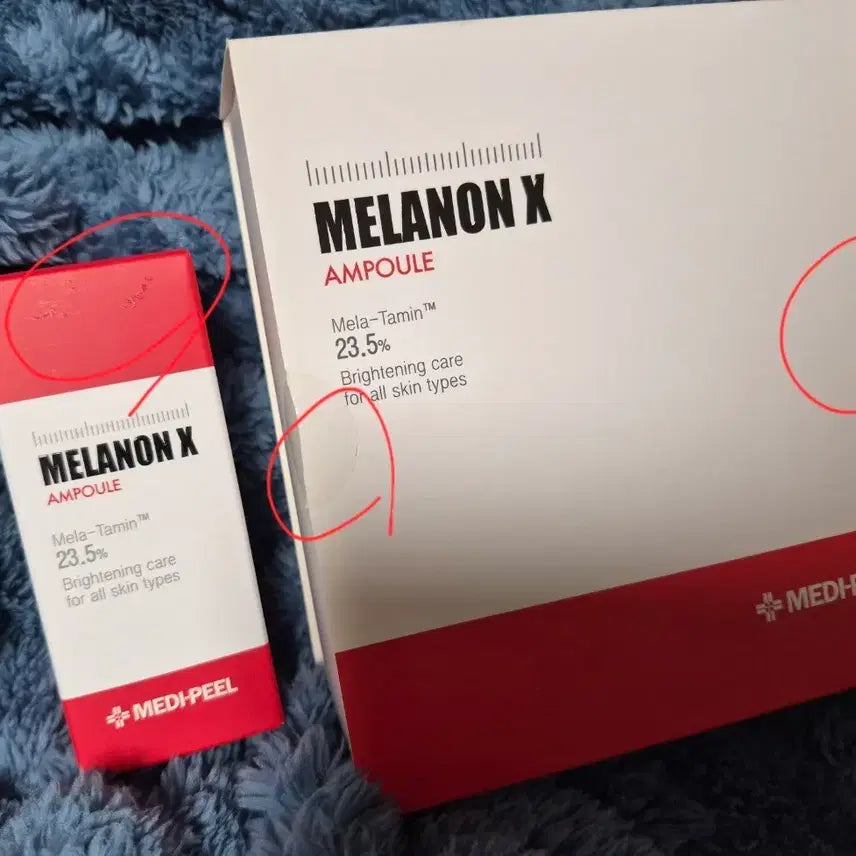 MELANON X
AMPOULE
Mela-Tamin™
23.5%
Brightening care
for all skin types
MEDI-PEEL
MELANON X
AMPOULE
Mela-Tamin™
23.5%
Brightening care
for all skin types